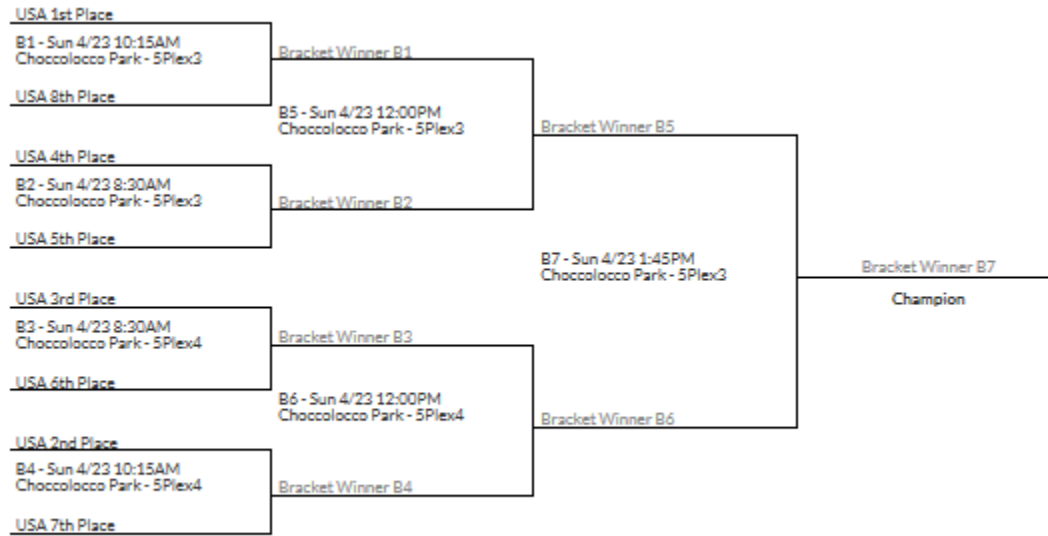 USA 1st Place
B1 - Sun 4/23 10:15AM
Choccolocco Park - 5Plex3
USA 8th Place
USA 4th Place
B2 - Sun 4/23 8:30AM
Choccolocco Park - 5Plex3
USA 5th Place
USA 3rd Place
B3 - Sun 4/23 8:30AM
Choccolocco Park - 5Plex4
USA 6th Place
USA 2nd Place
B4 - Sun 4/23 10:15AM
Choccolocco Park - 5Plex4
USA 7th Place
Bracket Winner B1
B5 - Sun 4/23 12:00PM
Choccolocco Park - 5Plex3
Bracket Winner B2
Bracket Winner B3
B6 - Sun 4/23 12:00PM
Choccolocco Park - 5Plex4
Bracket Winner B4
Bracket Winner B5
B7 - Sun 4/23 1:45PM
Choccolocco Park - 5Plex3
Bracket Winner B6
Bracket Winner B7
Champion